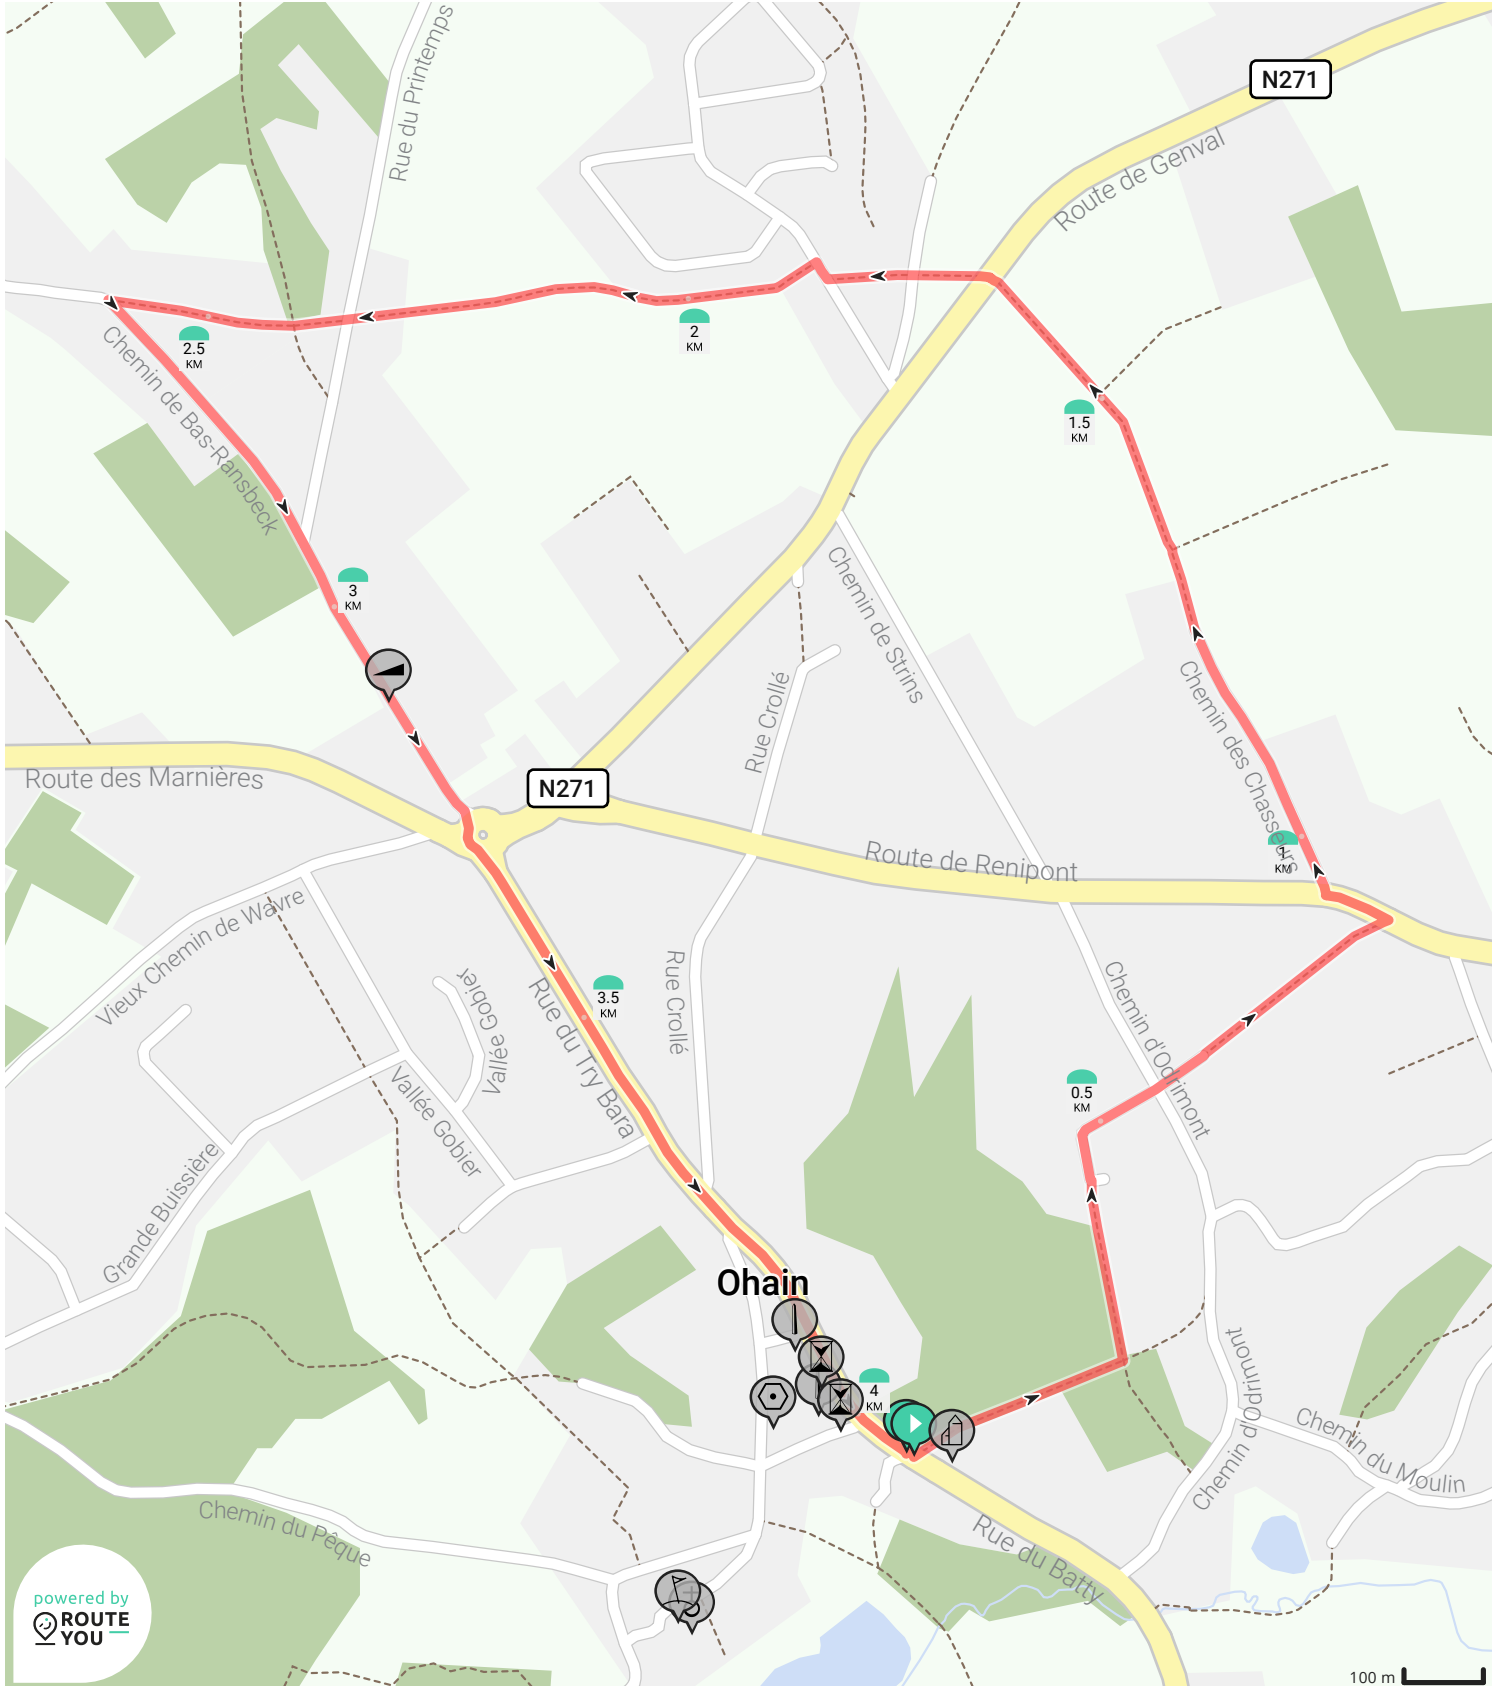 N271
Rue du Printemps
Route de Genval
2.5
KM
2
KM
1.5
KM
Chemin de Bas-Ransbeck
3
KM
Chemin de Strins
Rue Crollé
Chemin des Chasseurs
Route des Marnières
N271
Route de Renipont
1
KM
Vieux Chemin de Wavre
Vallée Gobier
Rue du Try Bara
3.5
KM
Rue Crollé
Chemin d'Odrimont
0.5
KM
Vallée Gobier
Grande Buissière
Ohain
4
KM
Chemin d'Odrimont
Chemin du Moulin
Chemin du Pêque
Rue du Batty
powered by
ROUTE
YOU
100 m